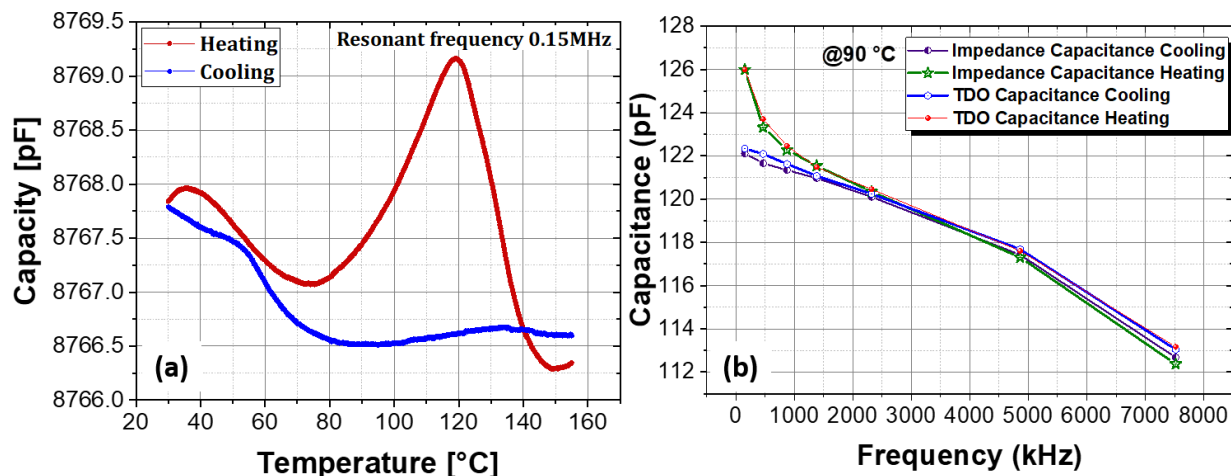 8769.5
8769.0
8768.5
8768.0
8767.5
8767.0
8766.5
8766.0
Capacity [pF]
Heating
Cooling
Resonant frequency 0.15MHz
(a)
20 40 60 80 100 120 140 160
Temperature [°C]
128
126
124
122
120
118
116
114
112
Capacitance (pF)
@90 °C
Impedance Capacitance Cooling
Impedance Capacitance Heating
TDO Capacitance Cooling
TDO Capacitance Heating
(b)
0 1000 2000 3000 4000 5000 6000 7000 8000
Frequency (kHz)